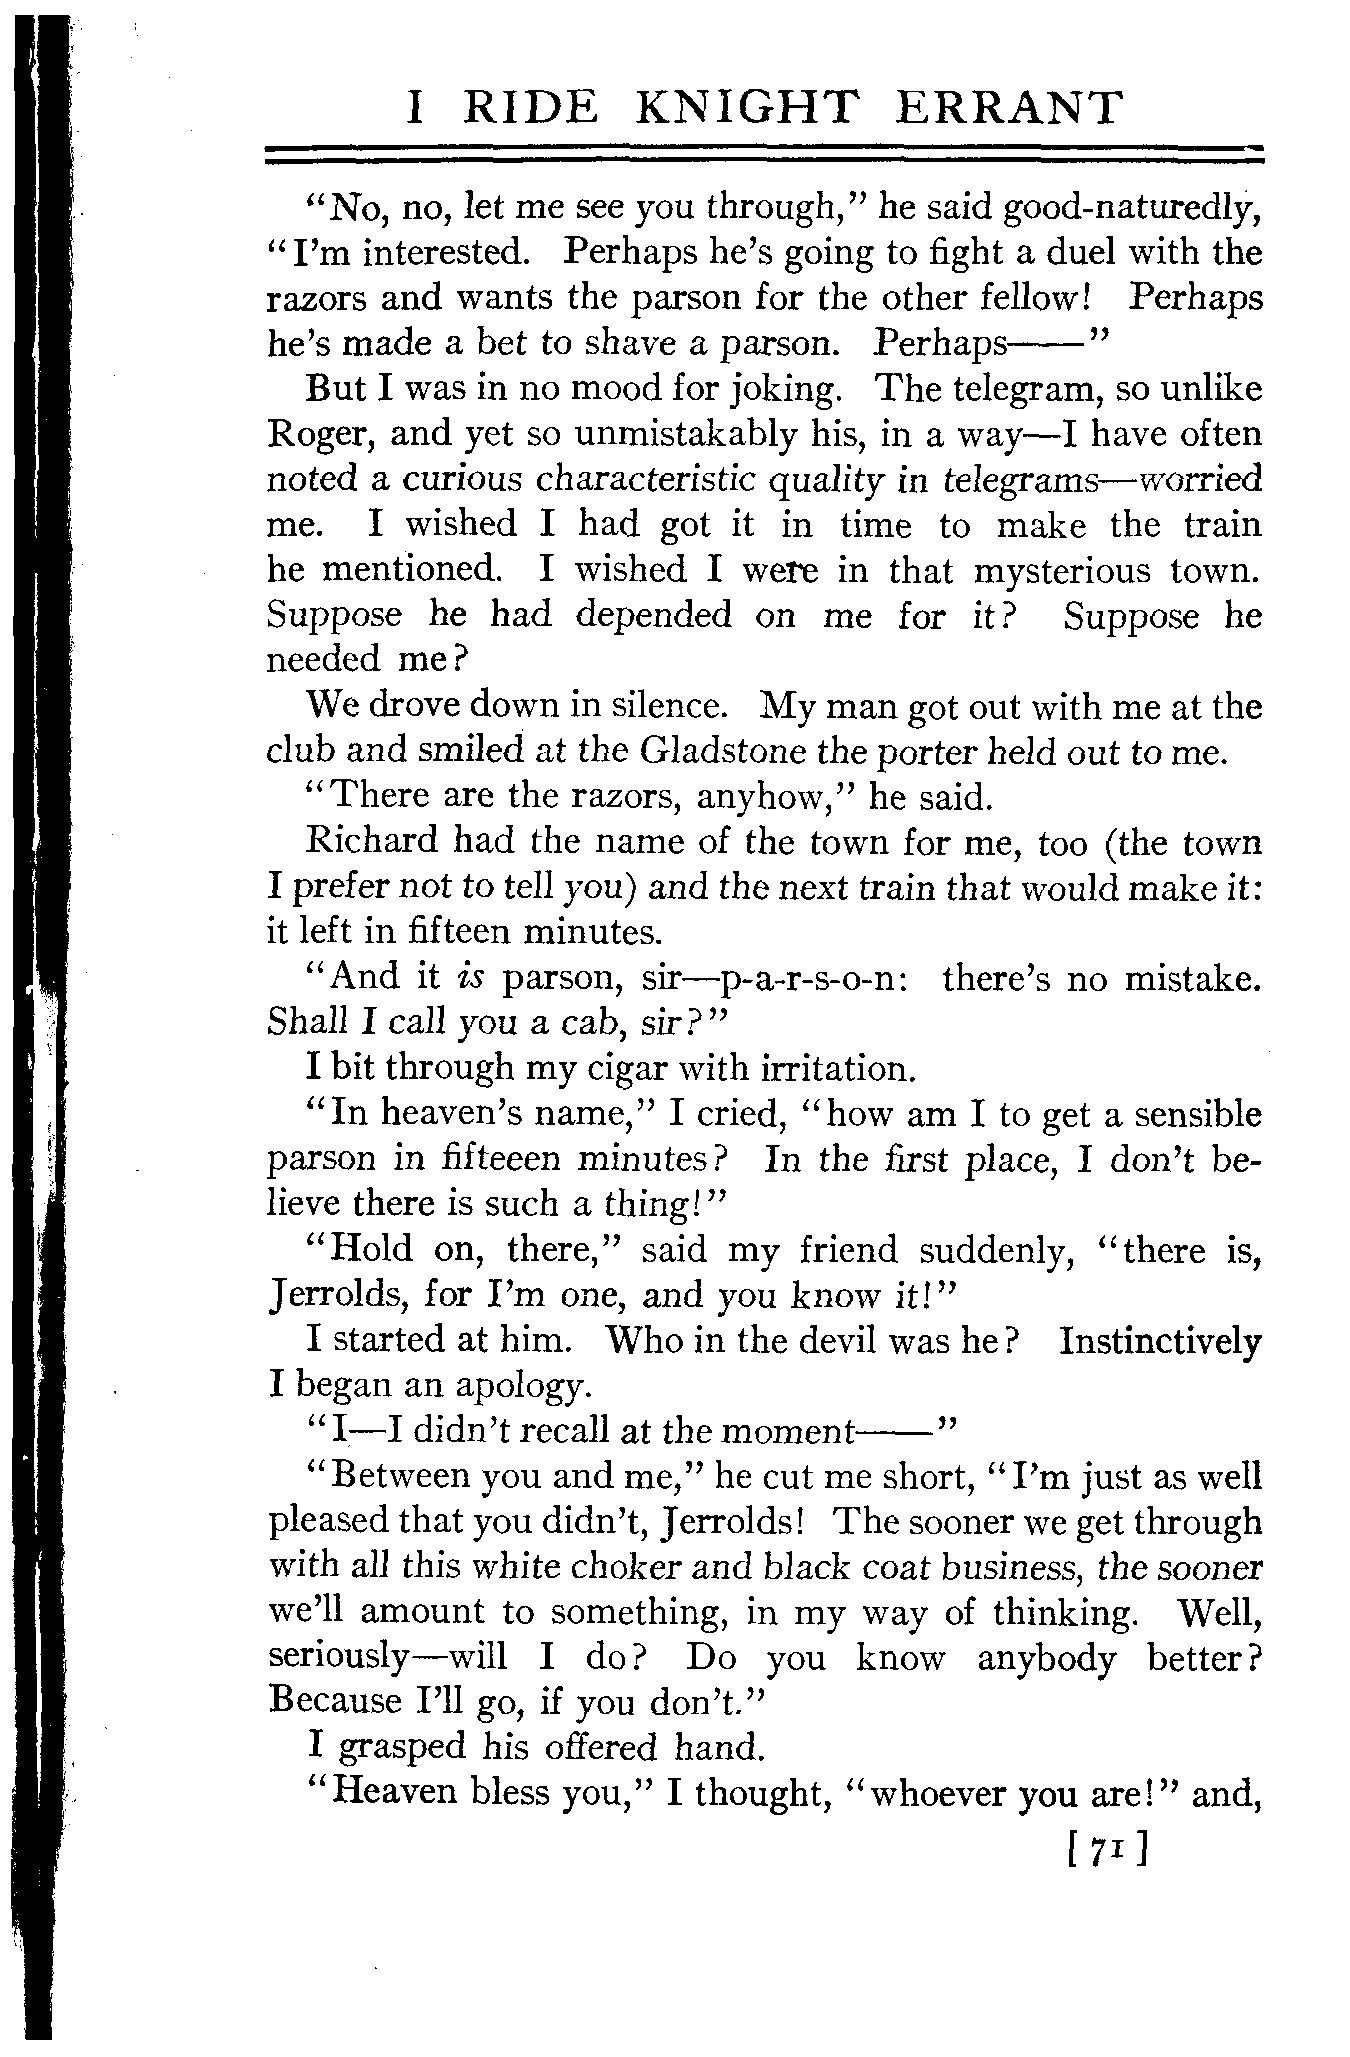 I RIDE KNIGHT ERRANT
"No, no, let me see you through," he said good-naturedly,
"I'm interested. Perhaps he's going to fight a duel with the
razors and wants the parson for the other fellow! Perhaps
he's made a bet to shave a parson. Perhaps——"
But I was in no mood for joking. The telegram, so unlike
Roger, and yet so unmistakably his, in a way—I have often
noted a curious characteristic quality in telegrams—worried
me. I wished I had got it in time to make the train
he mentioned. I wished I were in that mysterious town.
Suppose he had depended on me for it? Suppose he
needed me?
We drove down in silence. My man got out with me at the
club and smiled at the Gladstone the porter held out to me.
"There are the razors, anyhow," he said.
Richard had the name of the town for me, too (the town
I prefer not to tell you) and the next train that would make it:
it left in fifteen minutes.
"And it is parson, sir—p-a-r-s-o-n: there's no mistake.
Shall I call you a cab, sir?"
I bit through my cigar with irritation.
"In heaven's name," I cried, "how am I to get a sensible
parson in fifteeen minutes? In the first place, I don't be-
lieve there is such a thing!"
"Hold on, there," said my friend suddenly, "there is,
Jerrolds, for I'm one, and you know it!"
I started at him. Who in the devil was he? Instinctively
I began an apology.
"I—I didn't recall at the moment——"
"Between you and me," he cut me short, "I'm just as well
pleased that you didn't, Jerrolds! The sooner we get through
with all this white choker and black coat business, the sooner
we'll amount to something, in my way of thinking. Well,
seriously—will I do? Do you know anybody better?
Because I'll go, if you don't."
I grasped his offered hand.
"Heaven bless you," I thought, "whoever you are!" and,
[ 71 ]